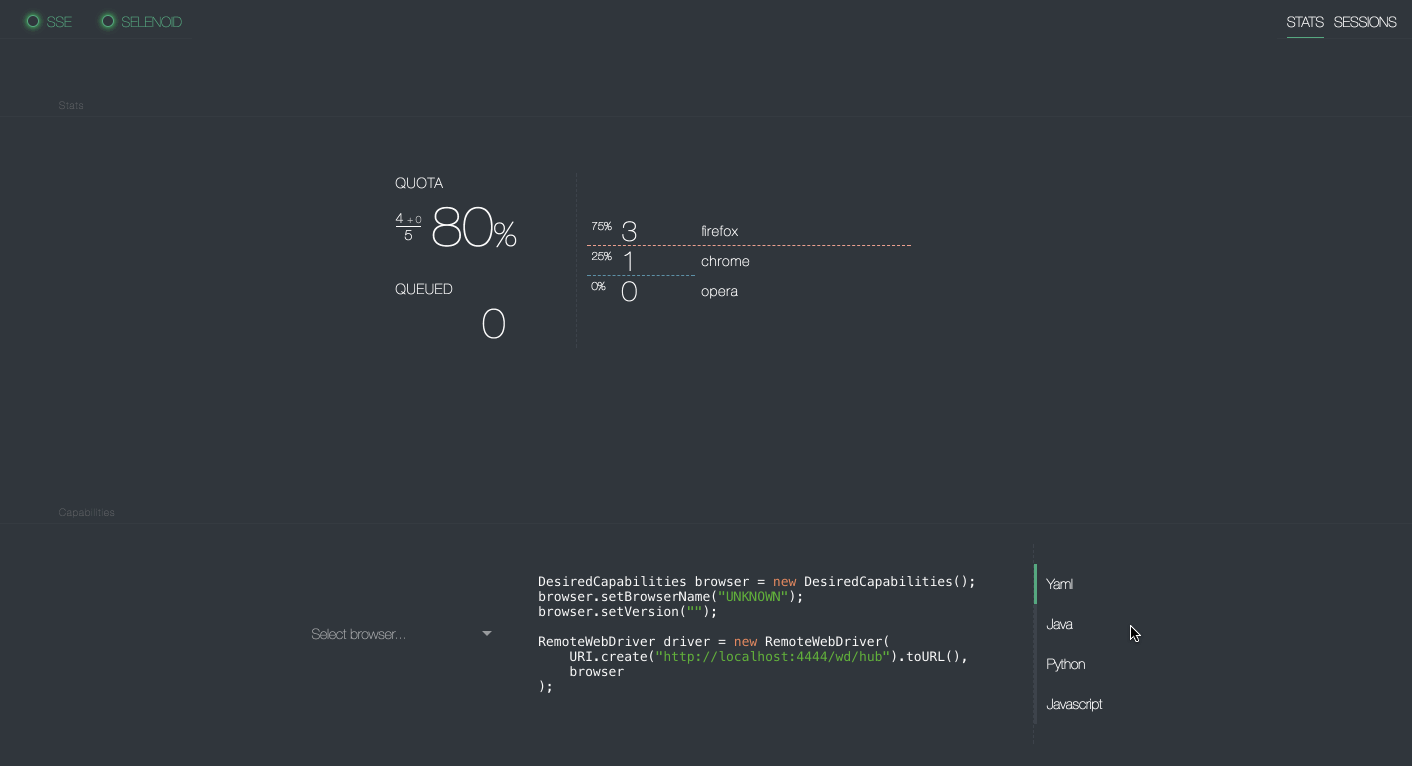 SSE SELENOID STATS SESSIONS
Stats
QUOTA
4 + 0
5
80%
QUEUED
0
75% 3 firefox
25% 1 chrome
0% 0 opera
Capabilities
Select browser...
DesiredCapabilities browser = new DesiredCapabilities();
browser.setBrowserName("UNKNOWN");
browser.setVersion("");
RemoteWebDriver driver = new RemoteWebDriver(
    URI.create("http://localhost:4444/wd/hub").toURL(),
    browser
);
Yaml
Java
Python
Javascript